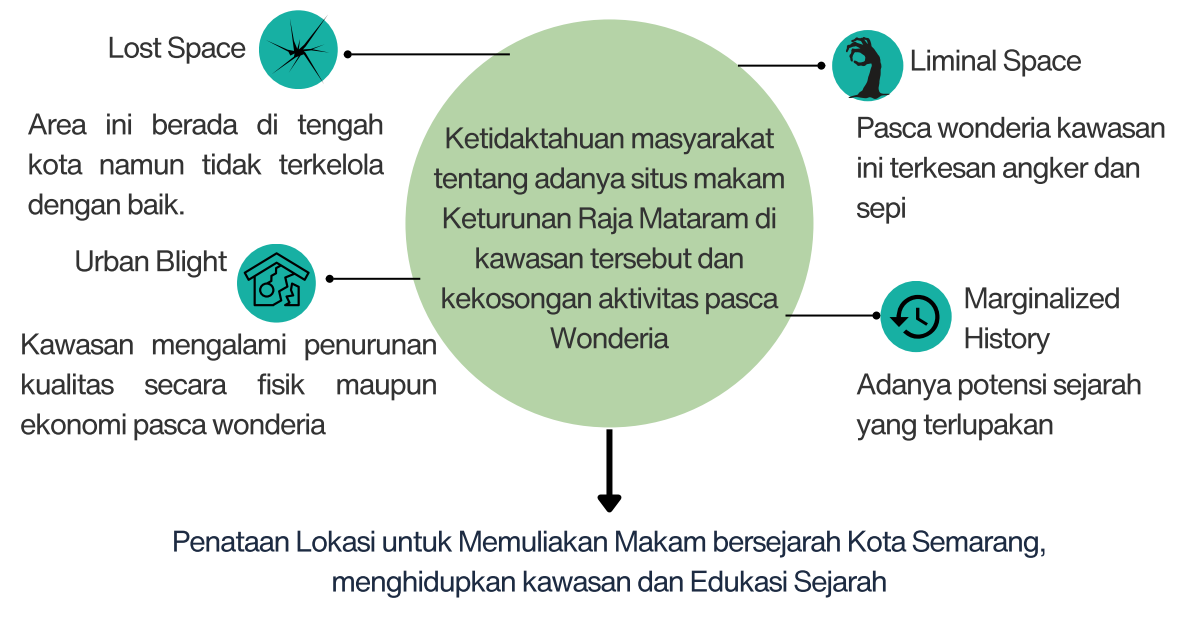 Lost Space
Area ini berada di tengah
kota namun tidak terkelola
dengan baik.
Urban Blight
Kawasan mengalami penurunan
kualitas secara fisik maupun
ekonomi pasca wonderia
Ketidaktahuan masyarakat
tentang adanya situs makam
Keturunan Raja Mataram di
kawasan tersebut dan
kekosongan aktivitas pasca
Wonderia
Liminal Space
Pasca wonderia kawasan
ini terkesan angker dan
sepi
Marginalized
History
Adanya potensi sejarah
yang terlupakan
Penataan Lokasi untuk Memuliakan Makam bersejarah Kota Semarang,
menghidupkan kawasan dan Edukasi Sejarah